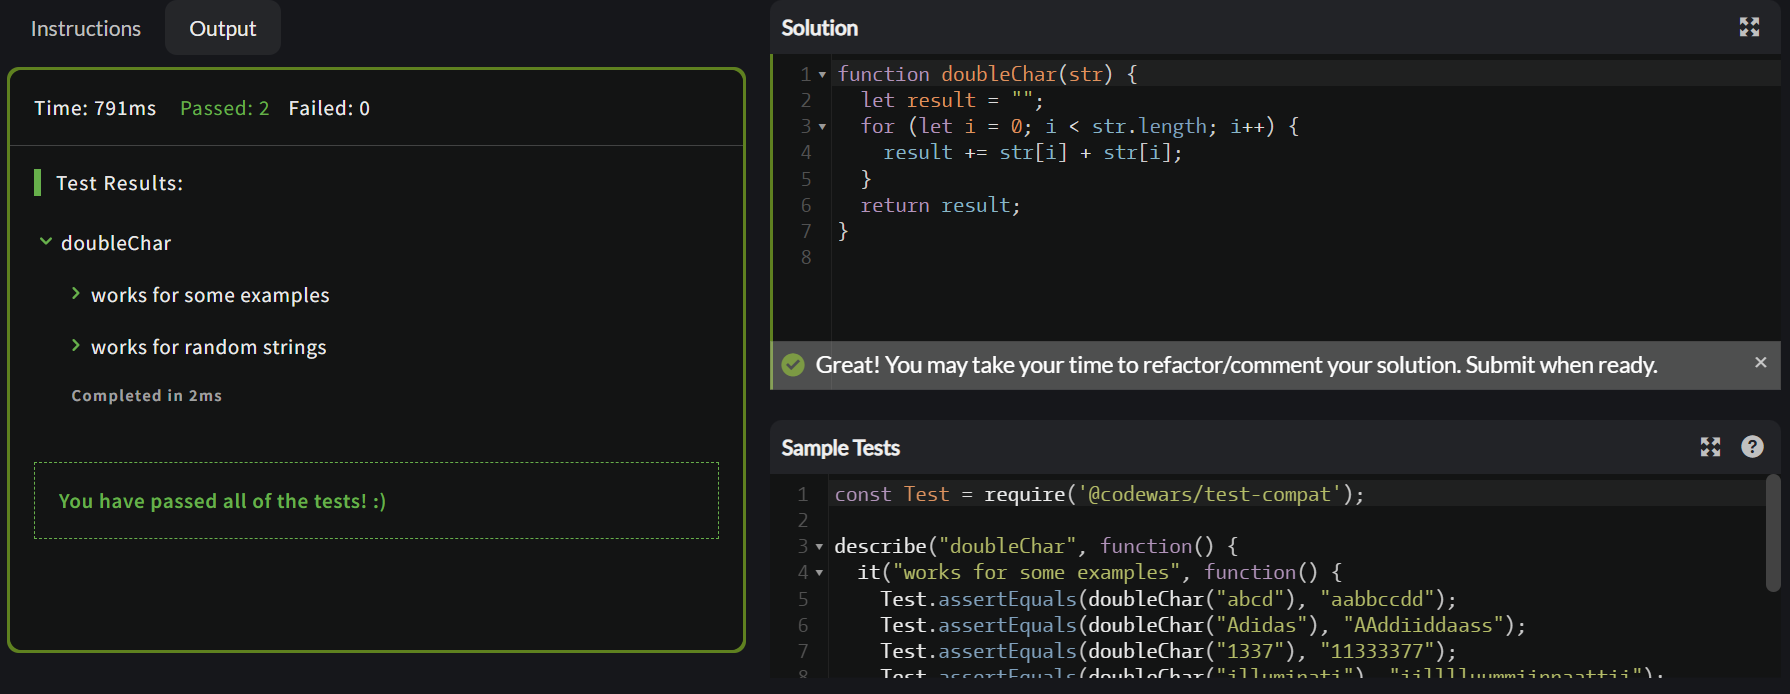 Instructions
Output
Time: 791ms Passed: 2 Failed: 0
Test Results:
doubleChar
works for some examples
works for random strings
Completed in 2ms
You have passed all of the tests! :)
Solution
1 function doubleChar(str) {
2 let result = "";
3 for (let i = 0; i < str.length; i++) {
4 result += str[i] + str[i];
5 }
6 return result;
7 }
8
Great! You may take your time to refactor/comment your solution. Submit when ready.
Sample Tests
1 const Test = require('@codewars/test-compat');
2
3 describe("doubleChar", function() {
4 it("works for some examples", function() {
5 Test.assertEquals(doubleChar("abcd"), "aabbccdd");
6 Test.assertEquals(doubleChar("Adidas"), "AAddiiddaass");
7 Test.assertEquals(doubleChar("1337"), "11333377");
8 Test.assertEquals(doubleChar("illuminati"), "iilllluummiinnaattii");